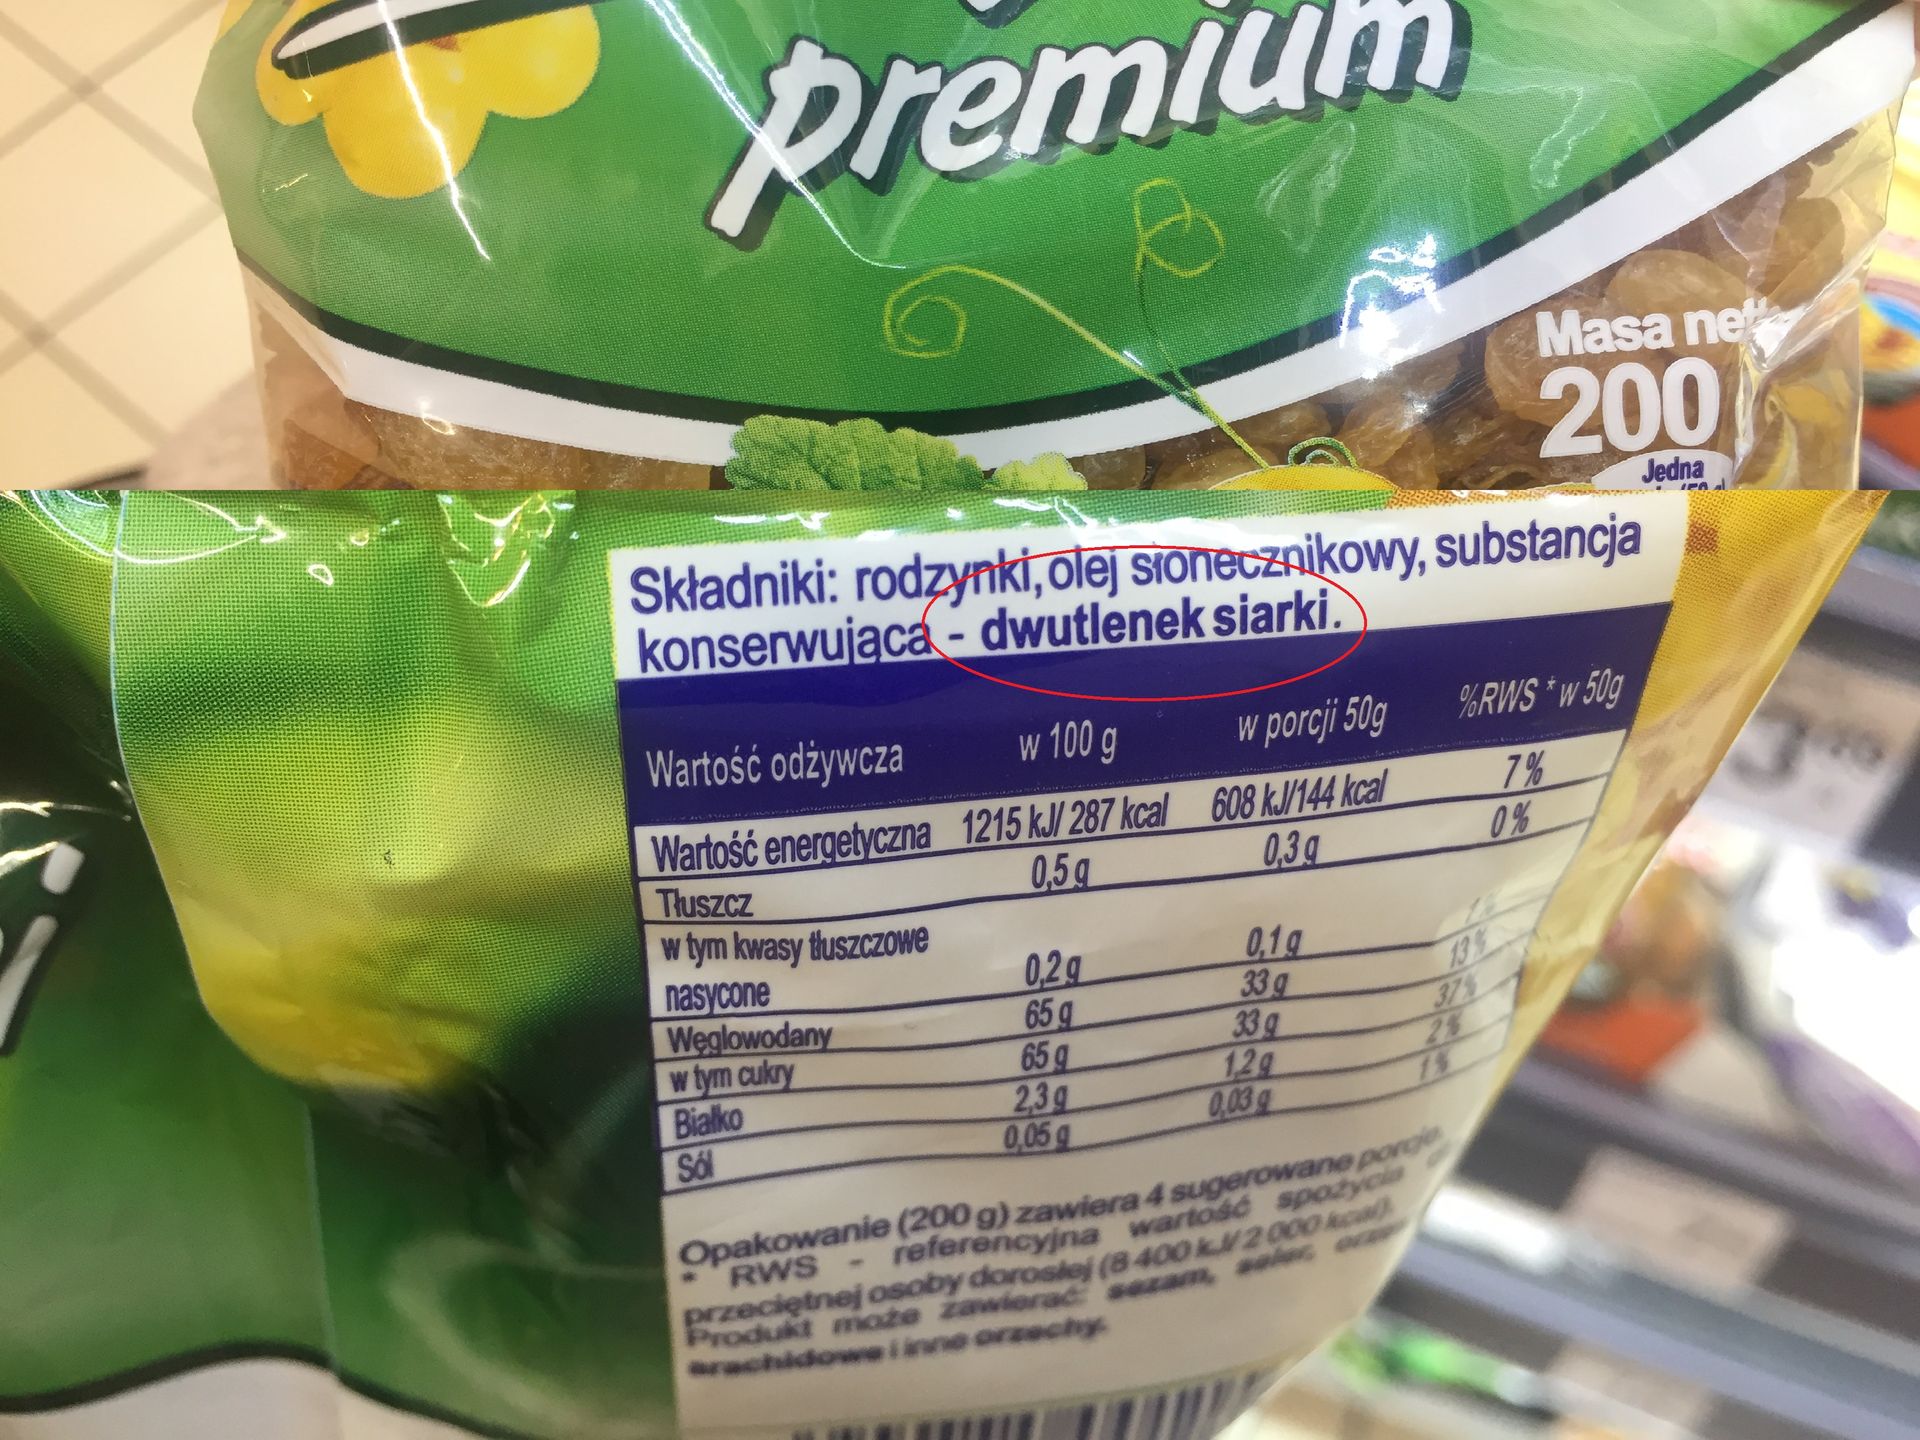 premium
Masa netto
200
Jedna
Składniki: rodzynki, olej słonecznikowy, substancja
konserwująca - dwutlenek siarki.
Wartość odżywcza w 100 g w porcji 50g %RWS * w 50g
Wartość energetyczna 1215 kJ/ 287 kcal 608 kJ/144 kcal 7 %
Tłuszcz 0,5 g 0,3 g 0 %
w tym kwasy tłuszczowe
nasycone 0,2 g 0,1 g
Węglowodany 65 g 33 g 13 %
w tym cukry 65 g 33 g 37 %
Białko 2,3 g 1,2 g 2 %
Sól 0,05 g 0,03 g 1 %
Opakowanie (200 g) zawiera 4 sugerowane porcje.
* RWS - referencyjna wartość spożycia
przeciętnej osoby dorosłej (8 400 kJ/ 2 000 kcal).
Produkt może zawierać: sezam, seler,
arachidowe i inne orzechy.